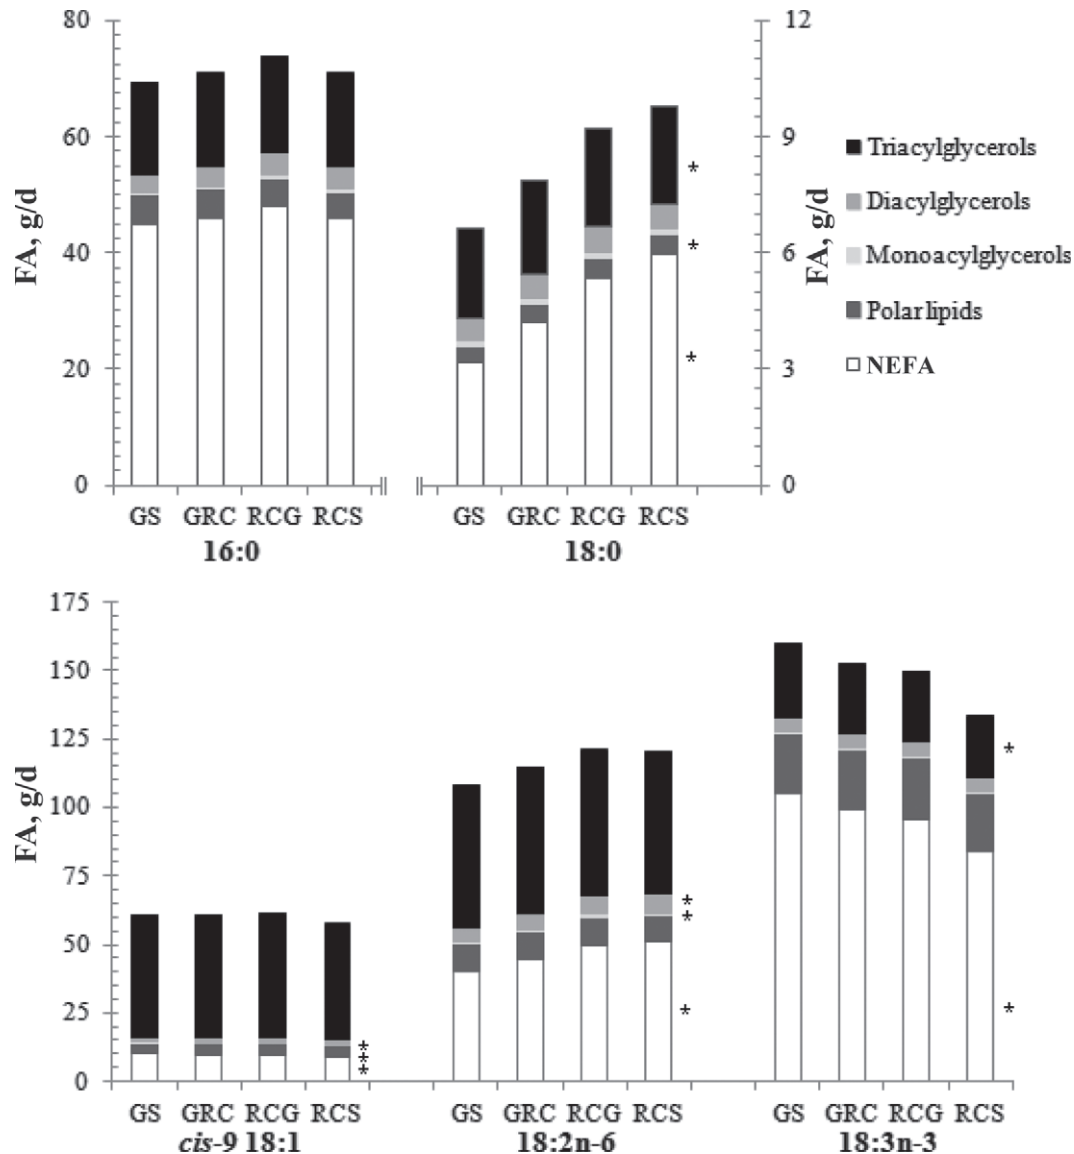 80
60
40
20
0
FA, g/d
GS GRC RCG RCS
16:0
GS GRC RCG RCS
18:0
12
9
6
3
0
FA, g/d
*
*
*
Triacylglycerols
Diacylglycerols
Monoacylglycerols
Polar lipids
NEFA
175
150
125
100
75
50
25
0
FA, g/d
*
*
*
*
*
*
*
*
GS GRC RCG RCS
cis-9 18:1
GS GRC RCG RCS
18:2n-6
GS GRC RCG RCS
18:3n-3